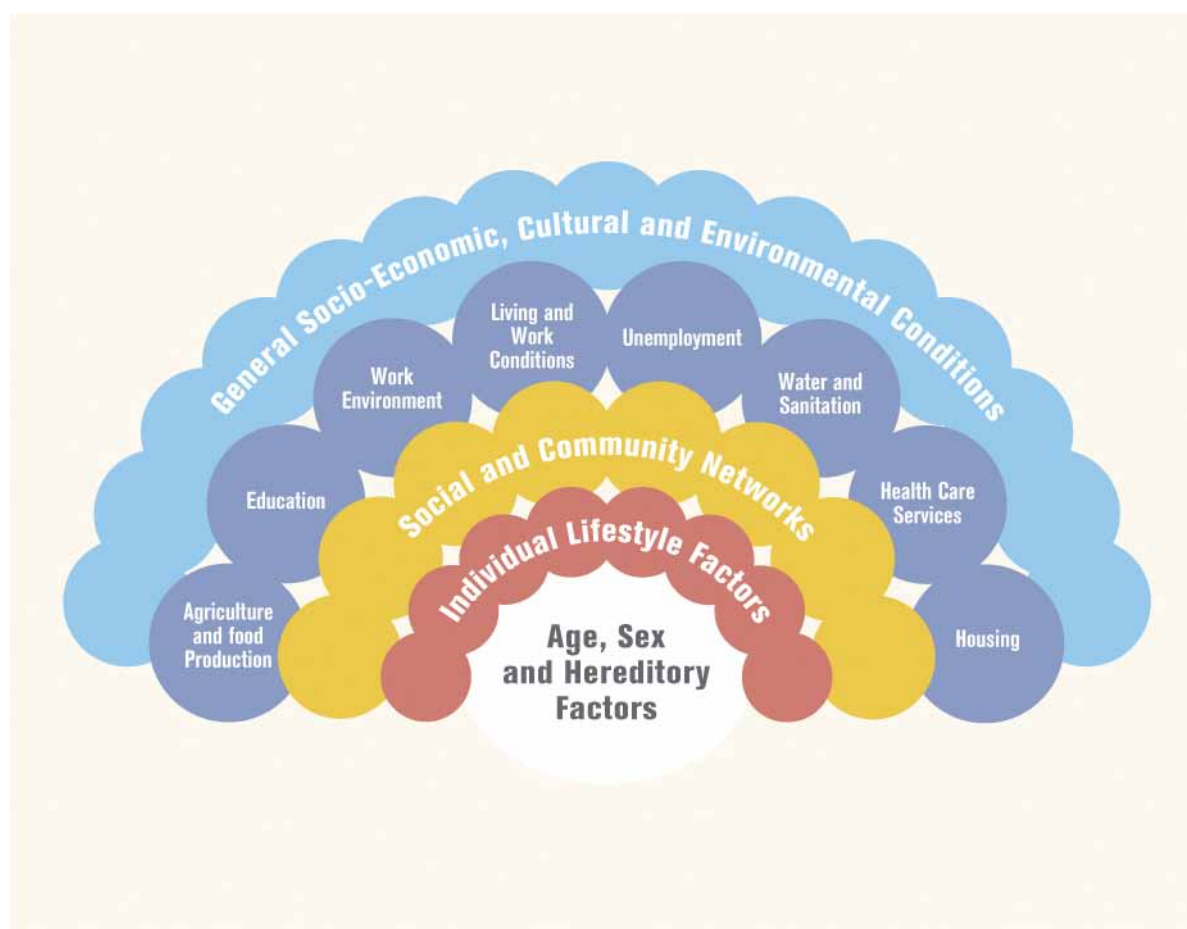 General Socio-Economic, Cultural and Environmental Conditions
Living and
Work
Conditions
Unemployment
Work
Environment
Water and
Sanitation
Education
Health Care
Services
Agriculture
and food
Production
Housing
Social and Community Networks
Individual Lifestyle Factors
Age, Sex
and Hereditory
Factors